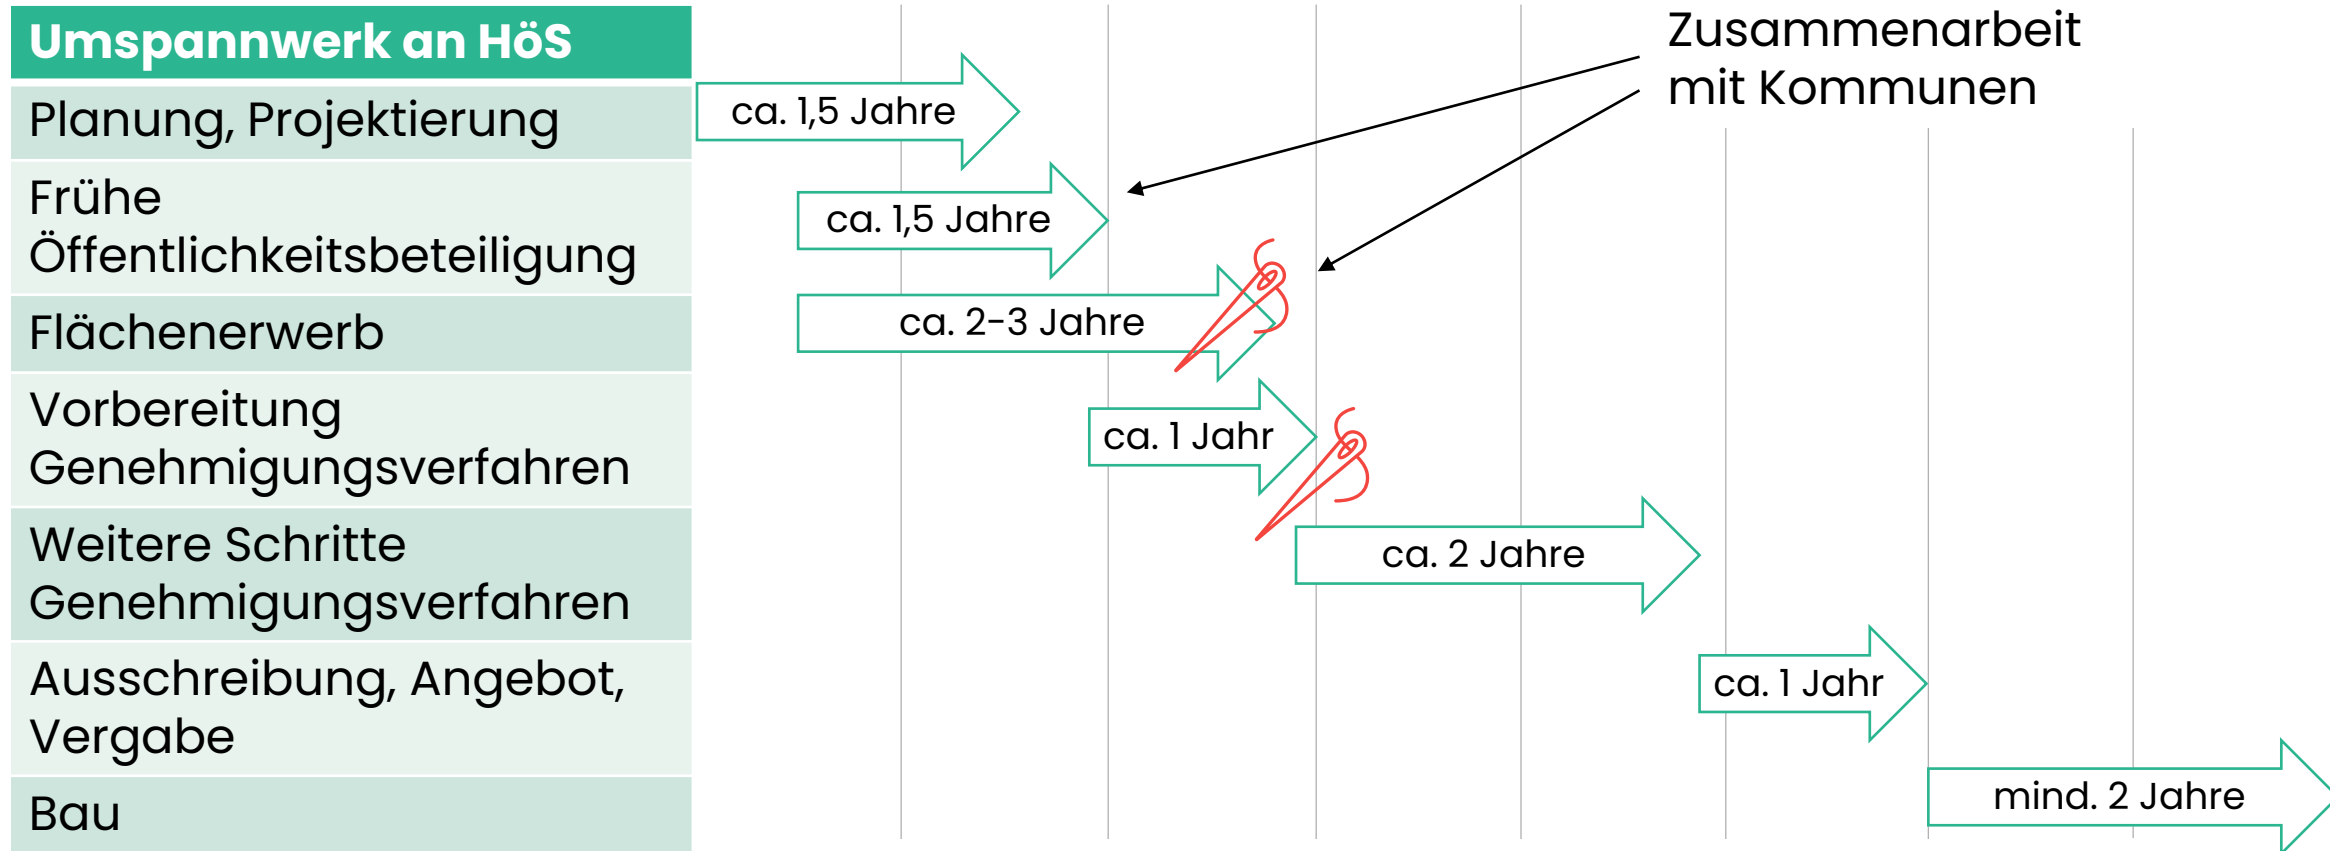 Umspannwerk an HöS
Zusammenarbeit
mit Kommunen
Planung, Projektierung
ca. 1,5 Jahre
Frühe
Öffentlichkeitsbeteiligung
ca. 1,5 Jahre
Flächenerwerb
ca. 2-3 Jahre
Vorbereitung
Genehmigungsverfahren
ca. 1 Jahr
Weitere Schritte
Genehmigungsverfahren
ca. 2 Jahre
Ausschreibung, Angebot,
Vergabe
ca. 1 Jahr
Bau
mind. 2 Jahre